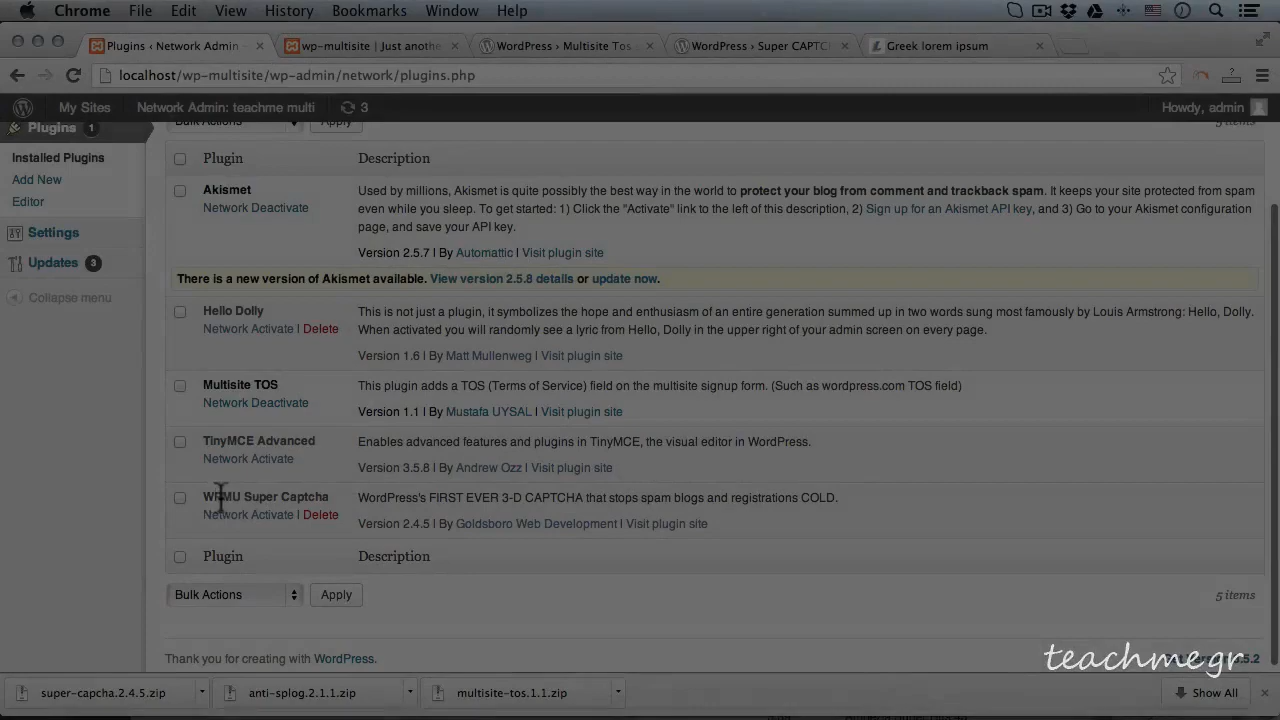 Chrome File Edit View History Bookmarks Window Help
Plugins ‹ Network Admin
wp-multisite | Just anoth
WordPress › Multisite Tos
WordPress › Super CAPTCH
Greek lorem ipsum
localhost/wp-multisite/wp-admin/network/plugins.php
My Sites Network Admin: teachme multi 3 Howdy, admin
Plugins 1
Installed Plugins
Add New
Editor
Settings
Updates 3
Collapse menu
Bulk Actions Apply 5 items
Plugin Description
Akismet
Network Deactivate
Used by millions, Akismet is quite possibly the best way in the world to protect your blog from comment and trackback spam. It keeps your site protected from spam
even while you sleep. To get started: 1) Click the "Activate" link to the left of this description, 2) Sign up for an Akismet API key, and 3) Go to your Akismet configuration
page, and save your API key.
Version 2.5.7 | By Automattic | Visit plugin site
There is a new version of Akismet available. View version 2.5.8 details or update now.
Hello Dolly
Network Activate | Delete
This is not just a plugin, it symbolizes the hope and enthusiasm of an entire generation summed up in two words sung most famously by Louis Armstrong: Hello, Dolly.
When activated you will randomly see a lyric from Hello, Dolly in the upper right of your admin screen on every page.
Version 1.6 | By Matt Mullenweg | Visit plugin site
Multisite TOS
Network Deactivate
This plugin adds a TOS (Terms of Service) field on the multisite signup form. (Such as wordpress.com TOS field)
Version 1.1 | By Mustafa UYSAL | Visit plugin site
TinyMCE Advanced
Network Activate
Enables advanced features and plugins in TinyMCE, the visual editor in WordPress.
Version 3.5.8 | By Andrew Ozz | Visit plugin site
WPMU Super Captcha
Network Activate | Delete
WordPress's FIRST EVER 3-D CAPTCHA that stops spam blogs and registrations COLD.
Version 2.4.5 | By Goldsboro Web Development | Visit plugin site
Plugin Description
Bulk Actions Apply 5 items
Thank you for creating with WordPress.
teachme.gr
super-capcha.2.4.5.zip
anti-splog.2.1.1.zip
multisite-tos.1.1.zip
Show All